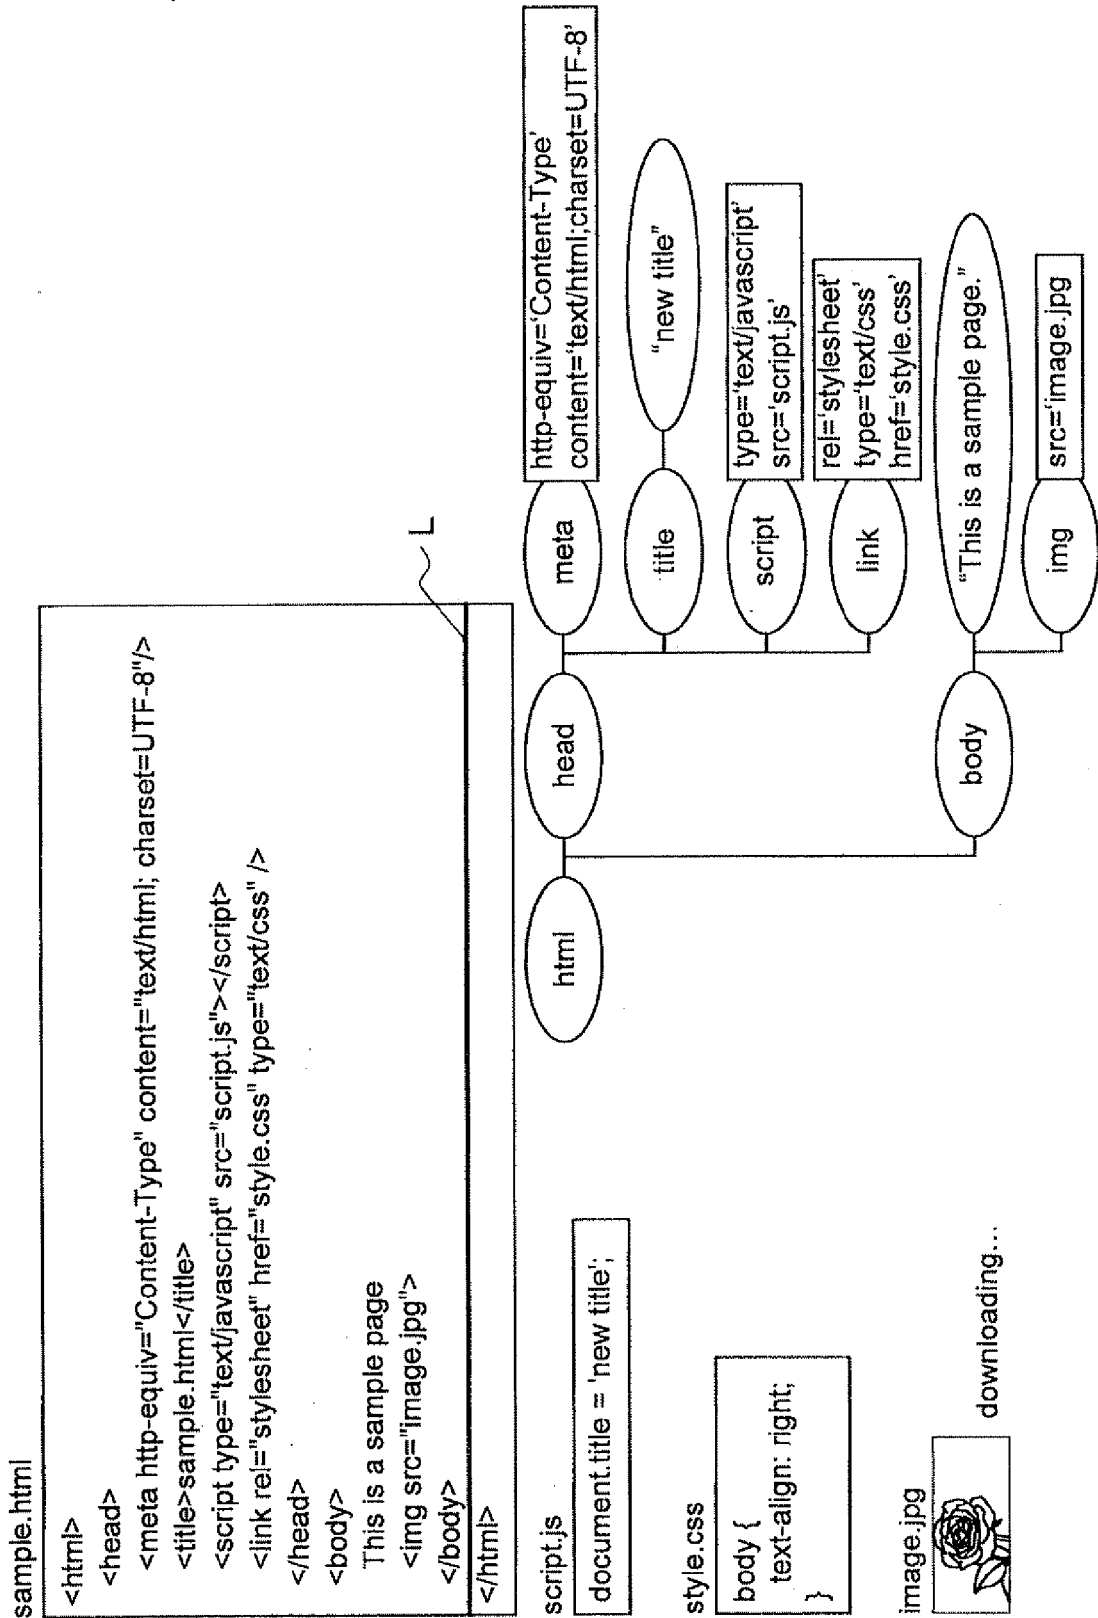 sample.html
<html>
<head>
<meta http-equiv="Content-Type" content="text/html; charset=UTF-8"/>
<title>sample.html</title>
<script type="text/javascript" src="script.js"></script>
<link rel="stylesheet" href="style.css" type="text/css" />
</head>
<body>
This is a sample page
<img src="image.jpg">
</body>
</html>
L
script.js
document.title = 'new title';
style.css
body {
text-align: right;
}
image.jpg
downloading...
html
head
meta
http-equiv=‘Content-Type’
content=‘text/html;charset=UTF-8’
title
“new title”
script
type=‘text/javascript’
src=‘script.js’
link
rel=‘stylesheet’
type=‘text/css’
href=‘style.css’
body
“This is a sample page.”
img
src=‘image.jpg